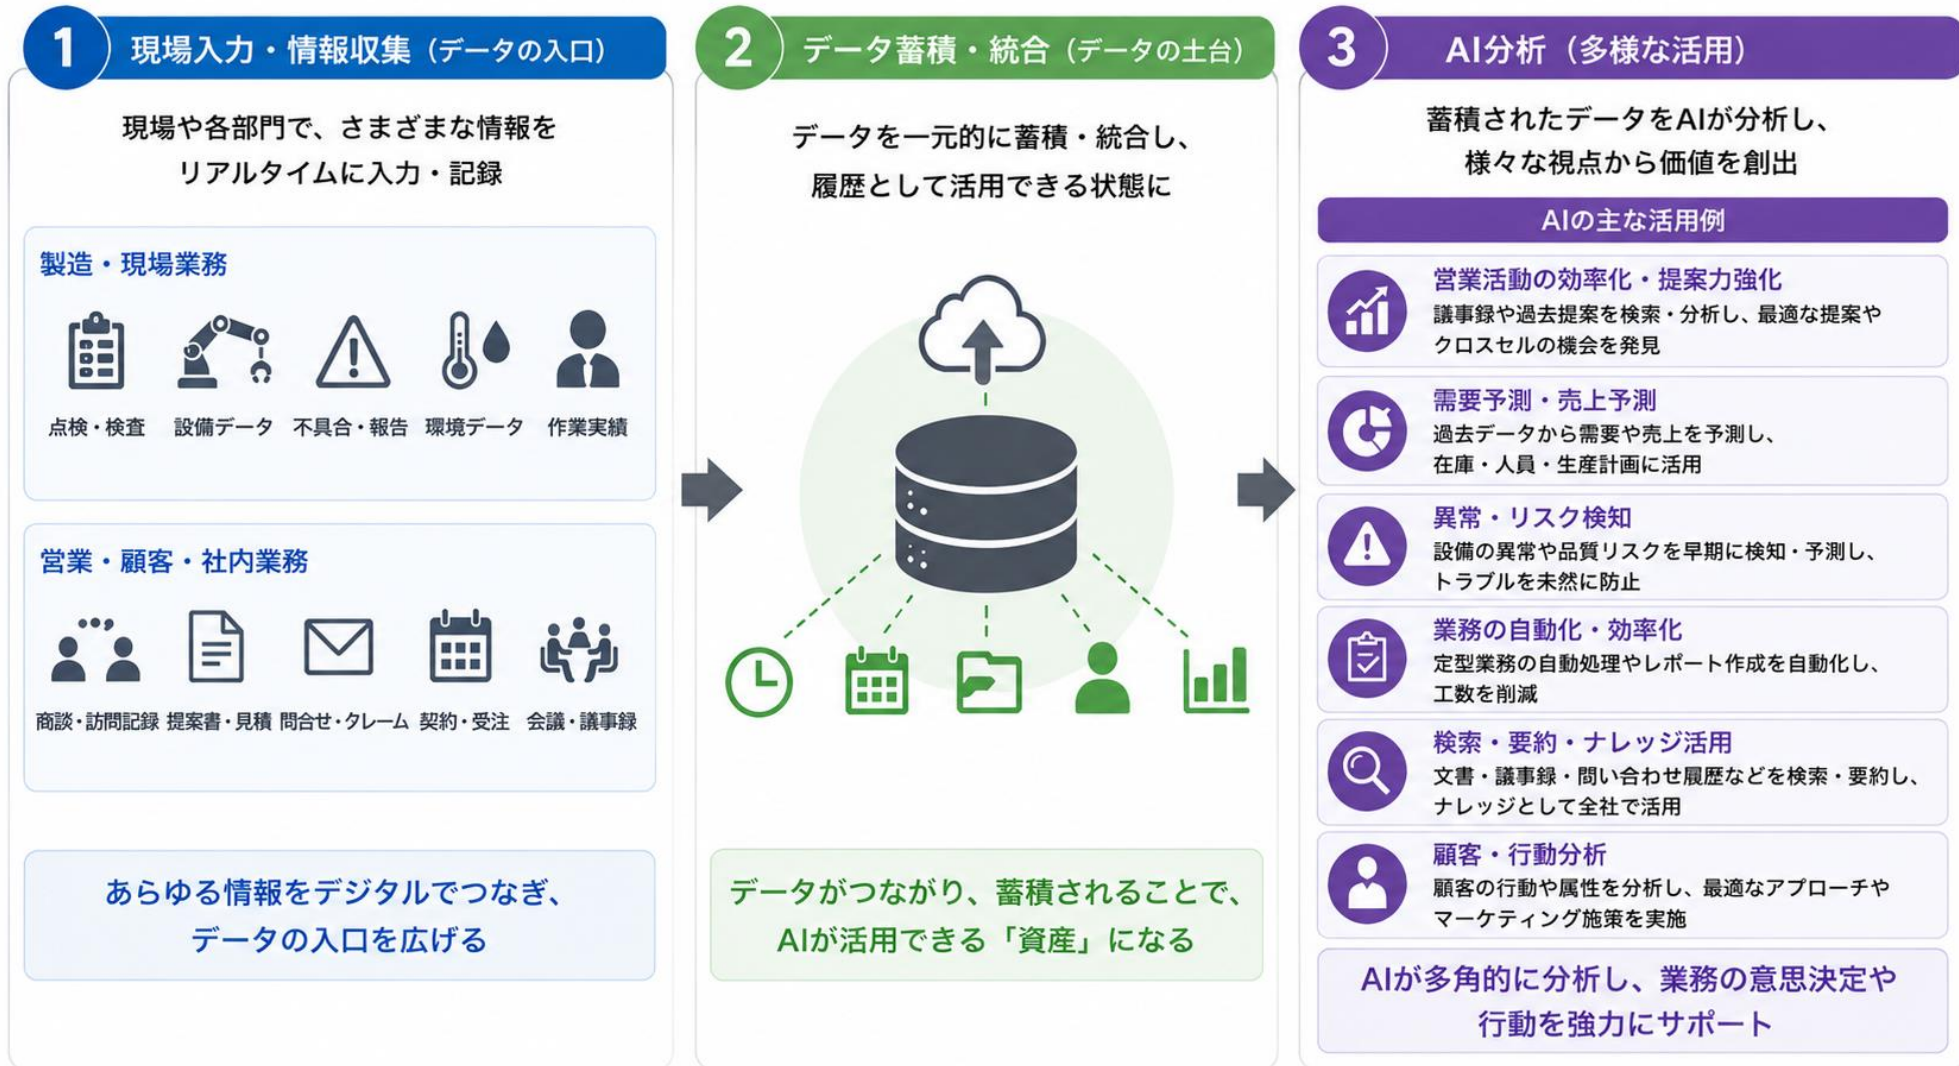 1 現場入力・情報収集（データの入口）
現場や各部門で、さまざまな情報を
リアルタイムに入力・記録
製造・現場業務
点検・検査 設備データ 不具合・報告 環境データ 作業実績
営業・顧客・社内業務
商談・訪問記録 提案書・見積 問合せ・タレーム 契約・受注 会議・議事録
あらゆる情報をデジタルでつなぎ、
データの入口を広げる
2 データ蓄積・統合（データの土台）
データを一元的に蓄積・統合し、
履歴として活用できる状態に
データがつながり、蓄積されることで、
AIが活用できる「資産」になる
3 AI分析（多様な活用）
蓄積されたデータをAIが分析し、
様々な視点から価値を創出
AIの主な活用例
営業活動の効率化・提案力強化
議事録や過去提案を検索・分析し、最適な提案や
クロスセルの機会を発見
需要予測・売上予測
過去データから需要や売上を予測し、
在庫・人員・生産計画に活用
異常・リスク検知
設備の異常や品質リスクを早期に検知・予測し、
トラブルを未然に防止
業務の自動化・効率化
定型業務の自動処理やレポート作成を自動化し、
工数を削減
検索・要約・ナレッジ活用
文書・議事録・問い合わせ履歴などを検索・要約し、
ナレッジとして全社で活用
顧客・行動分析
顧客の行動や属性を分析し、最適なアプローチや
マーケティング施策を実施
AIが多角的に分析し、業務の意思決定や
行動を強力にサポート